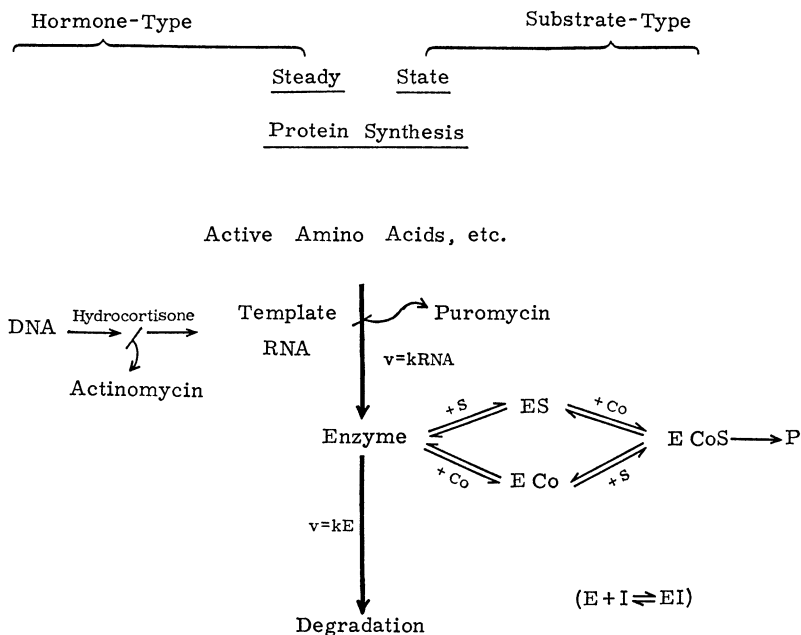 Hormone-Type
Substrate-Type
Steady State
Protein Synthesis
Active Amino Acids, etc.
DNA
Hydrocortisone
Actinomycin
Template
RNA
Puromycin
v=kRNA
Enzyme
+S
ES
+Co
+Co
E Co
+S
E CoS
P
v=kE
(E+I⇌EI)
Degradation